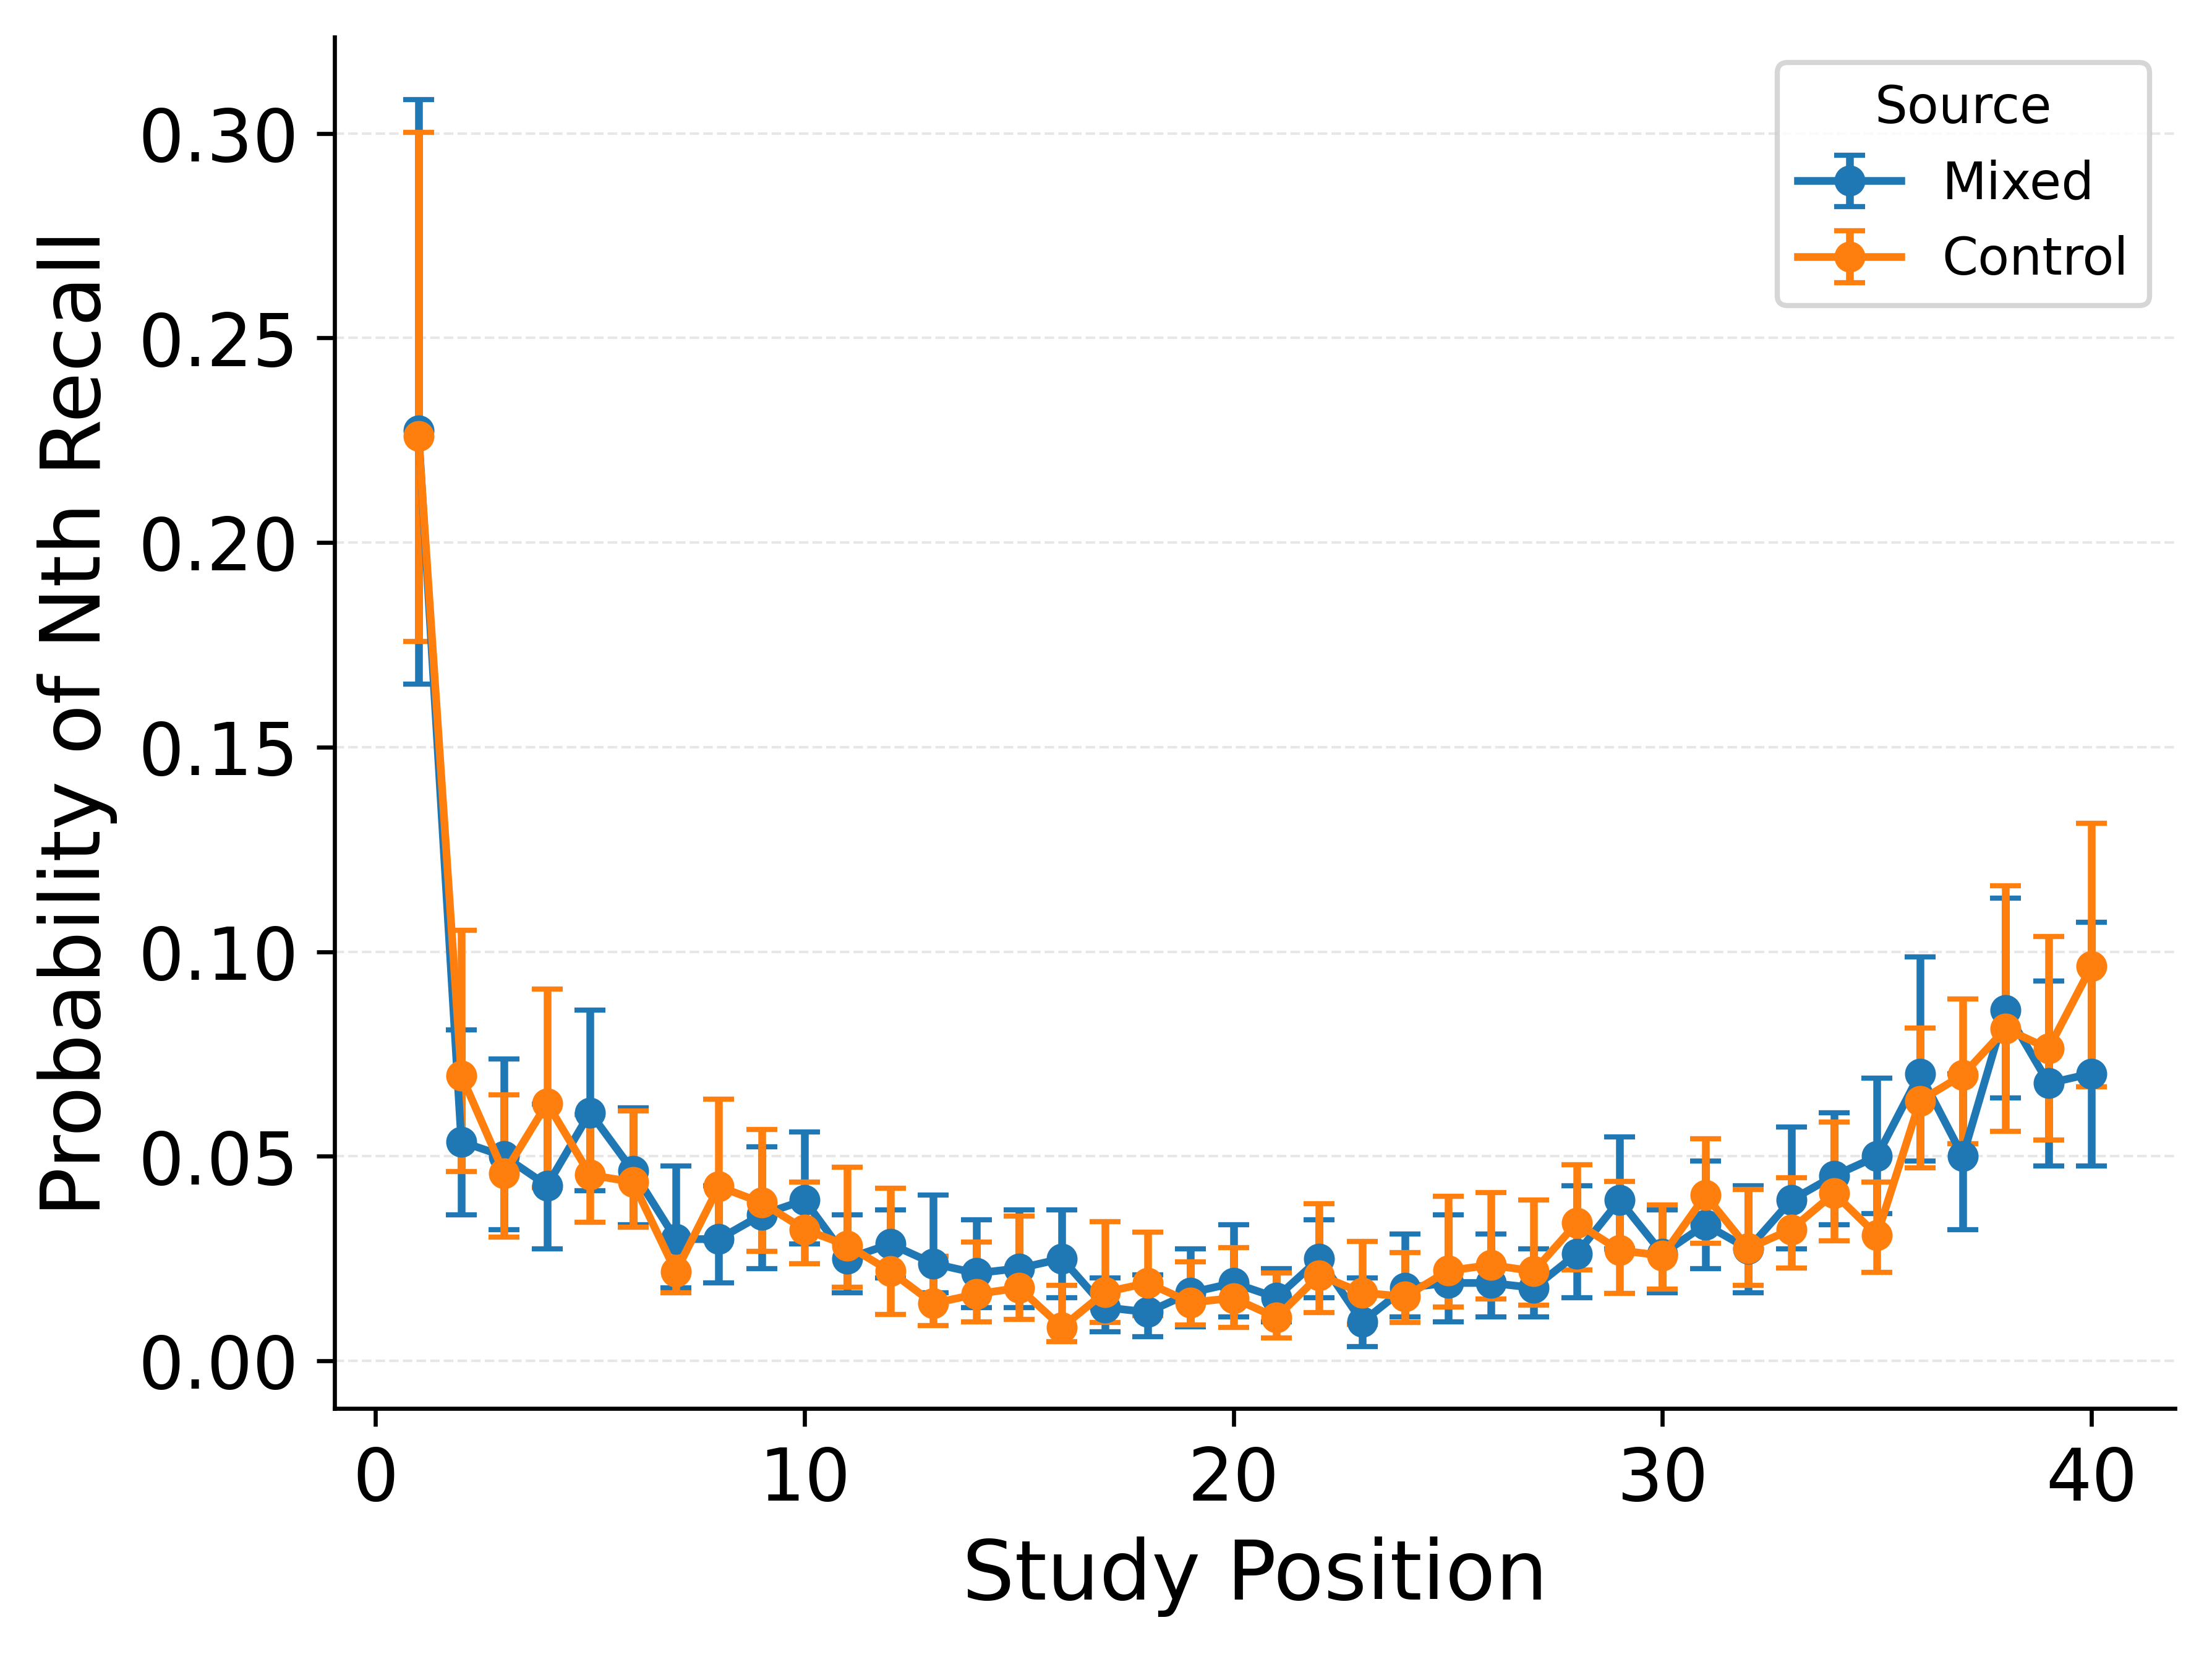 Probability of Nth Recall
0.30
0.25
0.20
0.15
0.10
0.05
0.00
Source
Mixed
Control
0 10 20 30 40
Study Position